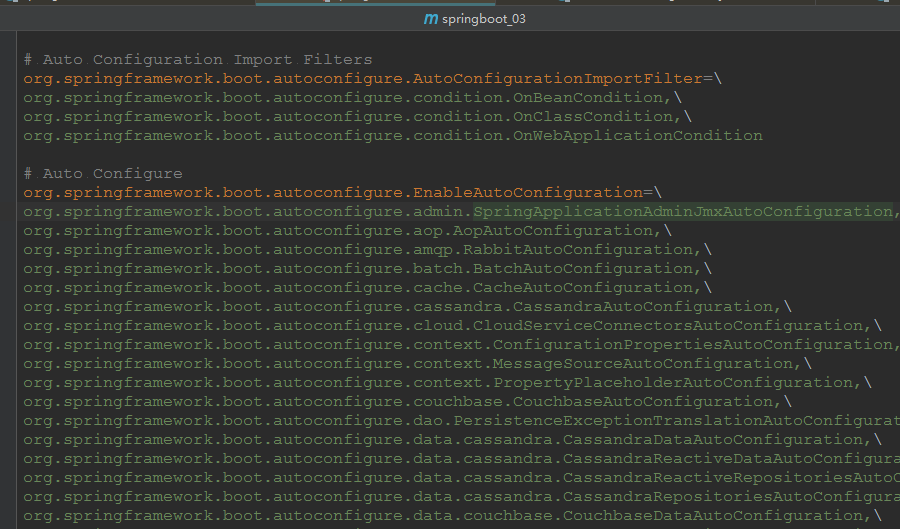 m springboot_03
# Auto Configuration Import Filters
org.springframework.boot.autoconfigure.AutoConfigurationImportFilter=\
org.springframework.boot.autoconfigure.condition.OnBeanCondition,\
org.springframework.boot.autoconfigure.condition.OnClassCondition,\
org.springframework.boot.autoconfigure.condition.OnWebApplicationCondition
# Auto Configure
org.springframework.boot.autoconfigure.EnableAutoConfiguration=\
org.springframework.boot.autoconfigure.admin.SpringApplicationAdminJmxAutoConfiguration,
org.springframework.boot.autoconfigure.aop.AopAutoConfiguration,\
org.springframework.boot.autoconfigure.amqp.RabbitAutoConfiguration,\
org.springframework.boot.autoconfigure.batch.BatchAutoConfiguration,\
org.springframework.boot.autoconfigure.cache.CacheAutoConfiguration,\
org.springframework.boot.autoconfigure.cassandra.CassandraAutoConfiguration,\
org.springframework.boot.autoconfigure.cloud.CloudServiceConnectorsAutoConfiguration,\
org.springframework.boot.autoconfigure.context.ConfigurationPropertiesAutoConfiguration,
org.springframework.boot.autoconfigure.context.MessageSourceAutoConfiguration,\
org.springframework.boot.autoconfigure.context.PropertyPlaceholderAutoConfiguration,\
org.springframework.boot.autoconfigure.couchbase.CouchbaseAutoConfiguration,\
org.springframework.boot.autoconfigure.dao.PersistenceExceptionTranslationAutoConfigurat
org.springframework.boot.autoconfigure.data.cassandra.CassandraDataAutoConfiguration,\
org.springframework.boot.autoconfigure.data.cassandra.CassandraReactiveDataAutoConfigura
org.springframework.boot.autoconfigure.data.cassandra.CassandraReactiveRepositoriesAutoC
org.springframework.boot.autoconfigure.data.cassandra.CassandraRepositoriesAutoConfigura
org.springframework.boot.autoconfigure.data.couchbase.CouchbaseDataAutoConfiguration,\